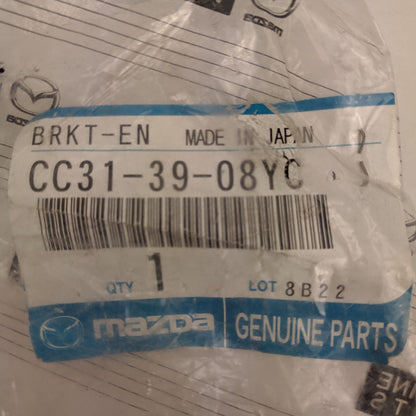 BRKT-EN MADE IN JAPAN
CC31-39-08YC
QTY 1 LOT 8B22
mazda GENUINE PARTS